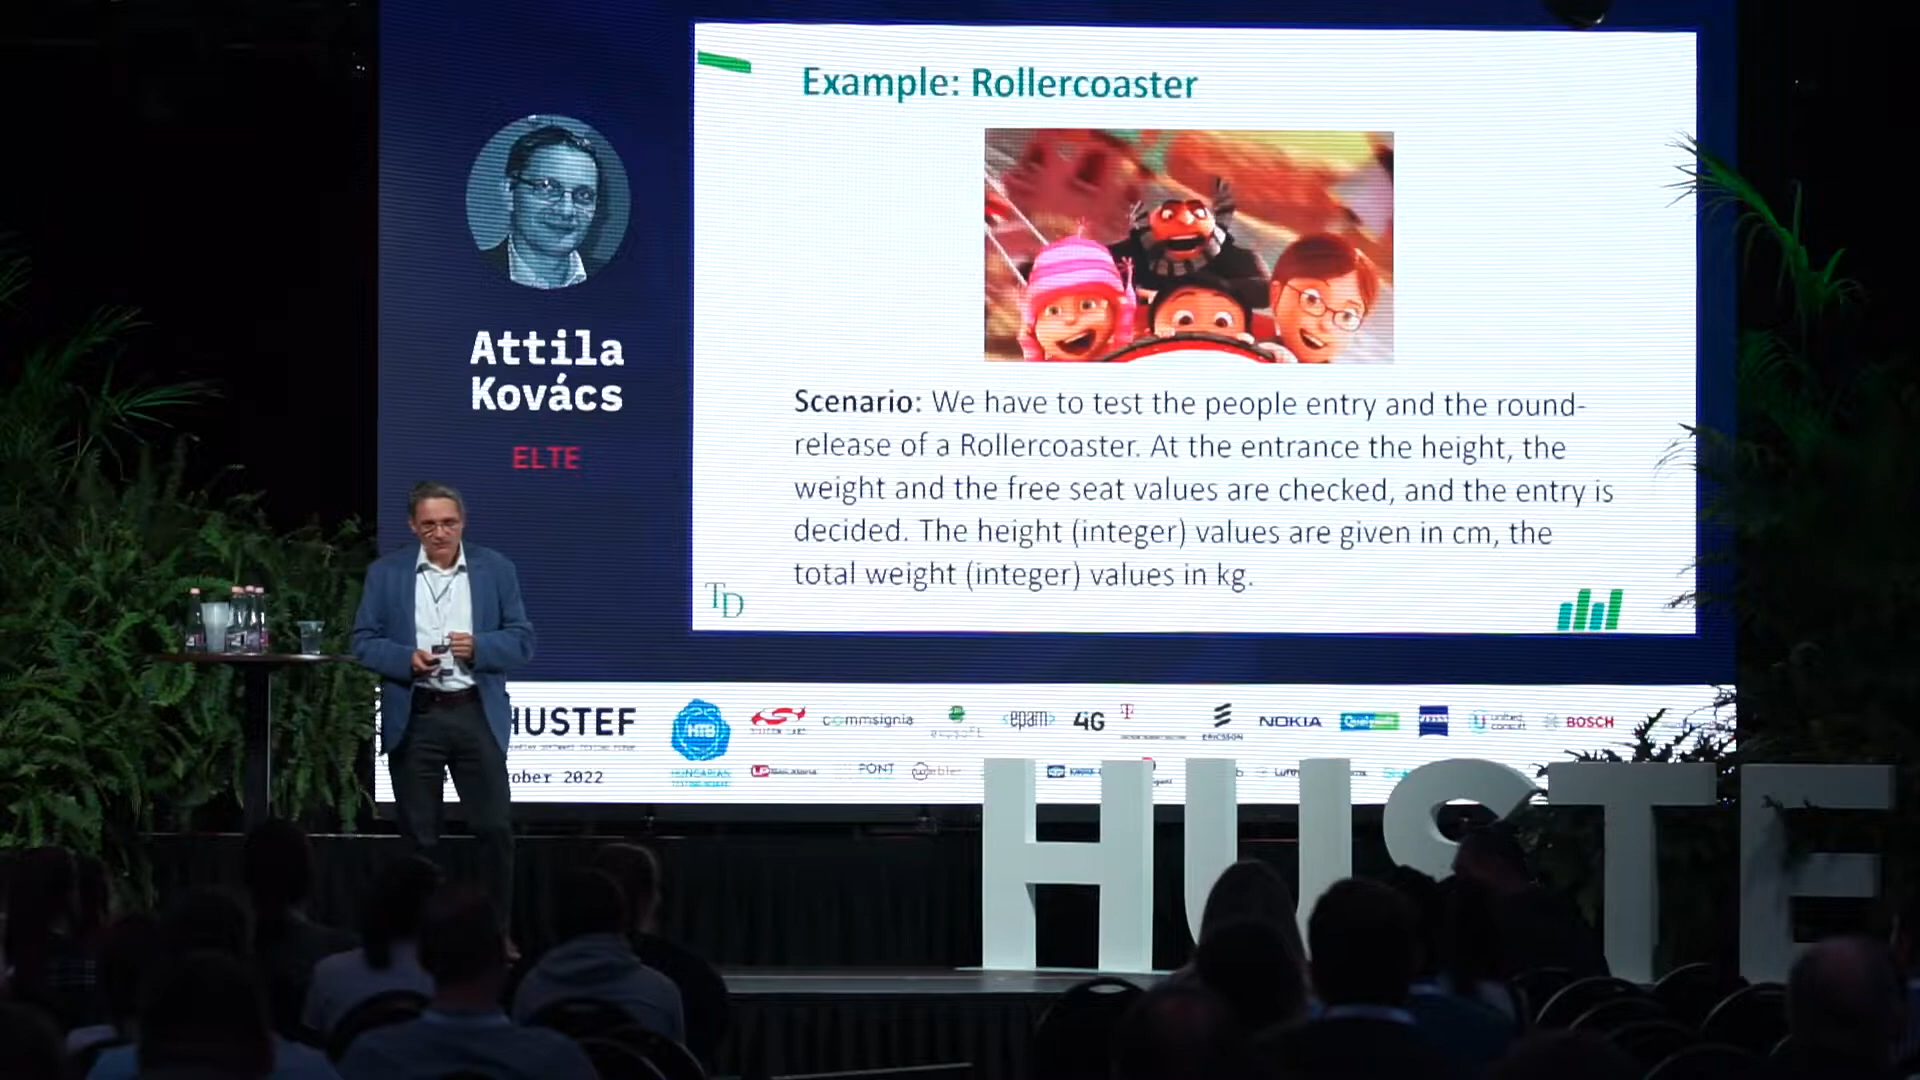 Example: Rollercoaster
Attila
Kovács
ELTE
Scenario: We have to test the people entry and the round-
release of a Rollercoaster. At the entrance the height, the
weight and the free seat values are checked, and the entry is
decided. The height (integer) values are given in cm, the
total weight (integer) values in kg.
TD
HUSTEF
ober 2022
HTB
commsignia
<epam>
4G
T
ERICSSON
NOKIA
ZEISS
BOSCH
PONT
HUSTE